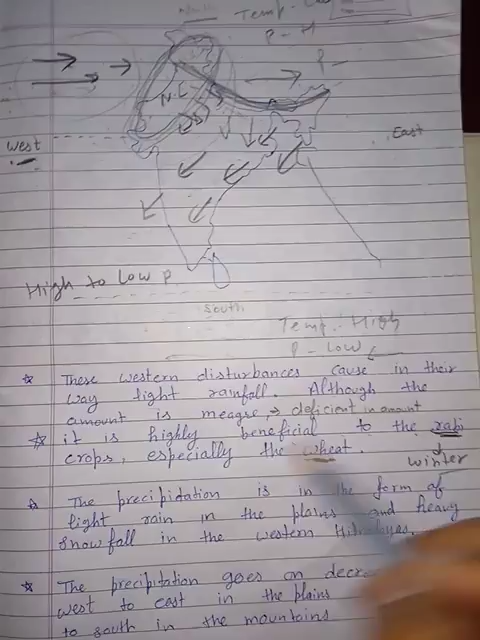 P - H
P -
N.E
West
East
High to Low P
South
Temp. High
P - Low
☆ These western disturbances cause in their
way light rainfall. Although the
amount is meagre → deficient in amount
☆ it is highly beneficial to the rabi
crops, especially the wheat.
winter
☆ The precipitation is in the form of
light rain in the plains and heavy
snowfall in the western Himalayas.
☆ The precipitation goes on
west to east in the plains
to south in the mountains